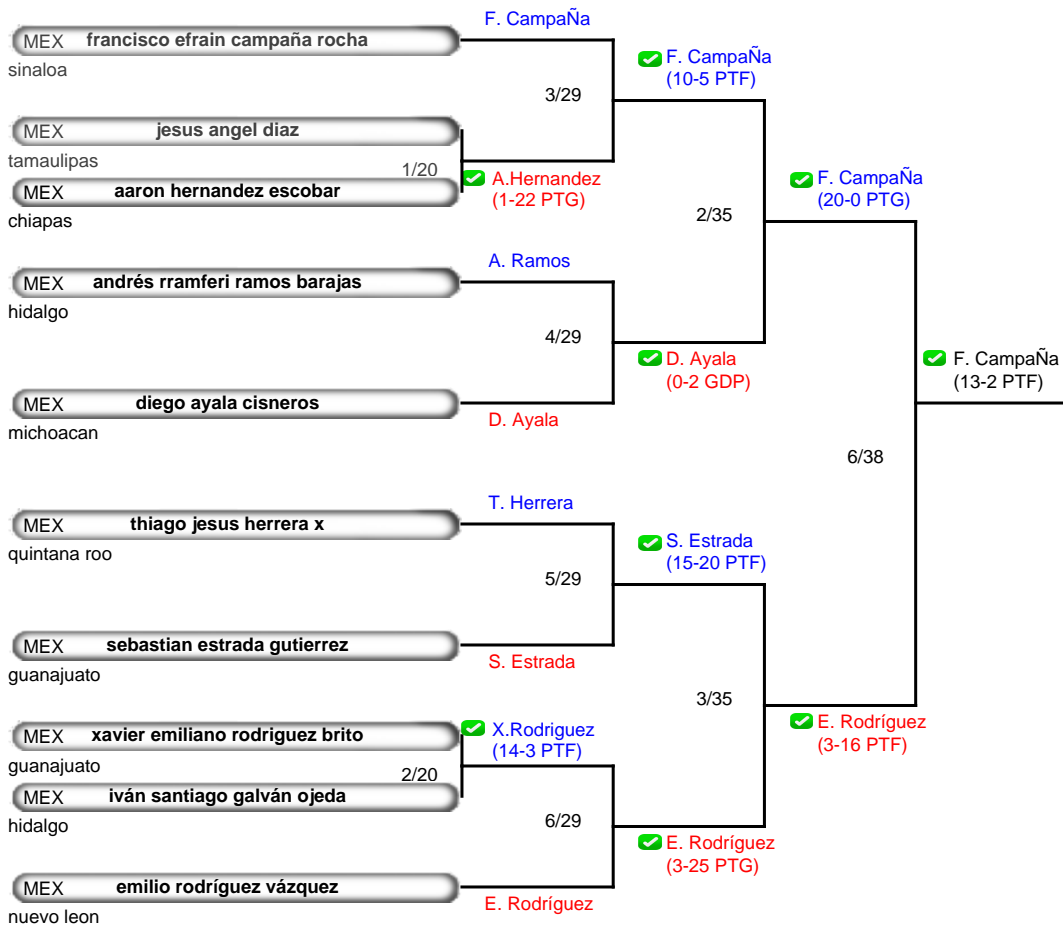 F. CampaÑa
MEX francisco efrain campaña rocha
sinaloa
F. CampaÑa
(10-5 PTF)
3/29
MEX jesus angel diaz
tamaulipas
1/20
A.Hernandez
(1-22 PTG)
MEX aaron hernandez escobar
chiapas
F. CampaÑa
(20-0 PTG)
2/35
A. Ramos
MEX andrés rramferi ramos barajas
hidalgo
4/29
D. Ayala
(0-2 GDP)
F. CampaÑa
(13-2 PTF)
MEX diego ayala cisneros
D. Ayala
michoacan
6/38
T. Herrera
MEX thiago jesus herrera x
quintana roo
S. Estrada
(15-20 PTF)
5/29
MEX sebastian estrada gutierrez
S. Estrada
guanajuato
3/35
MEX xavier emiliano rodriguez brito
X.Rodriguez
(14-3 PTF)
guanajuato
2/20
E. Rodríguez
(3-16 PTF)
MEX iván santiago galván ojeda
hidalgo
6/29
E. Rodríguez
(3-25 PTG)
MEX emilio rodríguez vázquez
E. Rodríguez
nuevo leon